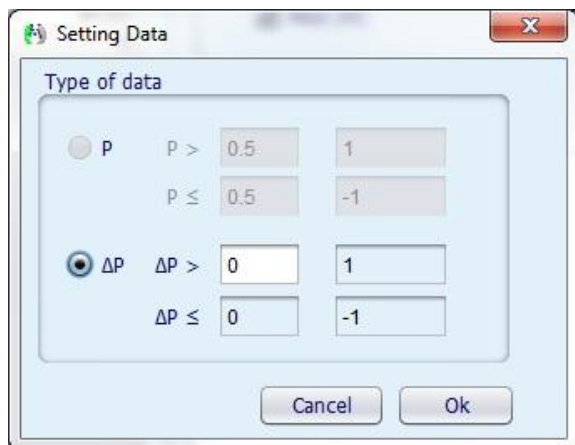 Setting Data
Type of data
P P > 0.5 1
P ≤ 0.5 -1
ΔP ΔP > 0 1
ΔP ≤ 0 -1
Cancel Ok